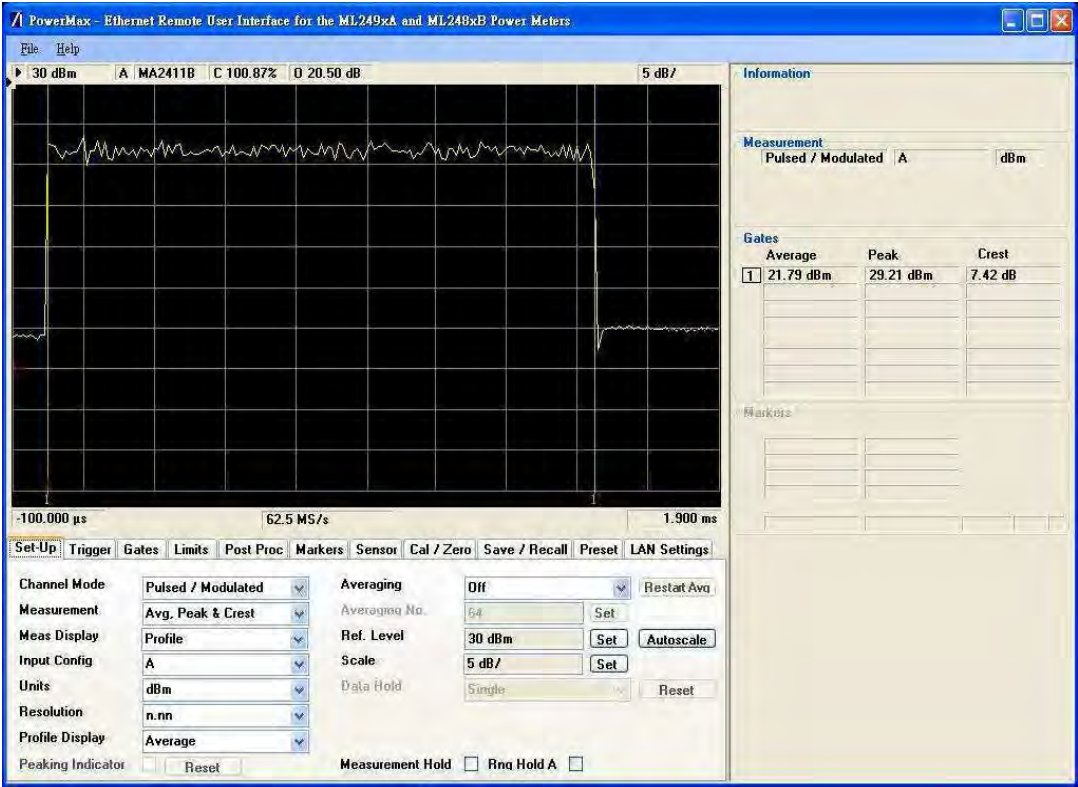 PowerMax - Ethernet Remote User Interface for the ML249xA and ML248xB Power Meters
File Help
30 dBm A MA2411B C 100.87% O 20.50 dB 5 dB/
1 1
-100.000 µs 62.5 MS/s 1.900 ms
Set-Up Trigger Gates Limits Post Proc Markers Sensor Cal / Zero Save / Recall Preset LAN Settings
Channel Mode Pulsed / Modulated Averaging Off Restart Avg
Measurement Avg, Peak & Crest Averaging No. 64 Set
Meas Display Profile Ref. Level 30 dBm Set Autoscale
Input Config A Scale 5 dB/ Set
Units dBm Data Hold Single Reset
Resolution n.nn
Profile Display Average
Peaking Indicator Reset Measurement Hold Rng Hold A
Information
Measurement
Pulsed / Modulated A dBm
Gates
Average Peak Crest
1 21.79 dBm 29.21 dBm 7.42 dB
Markers